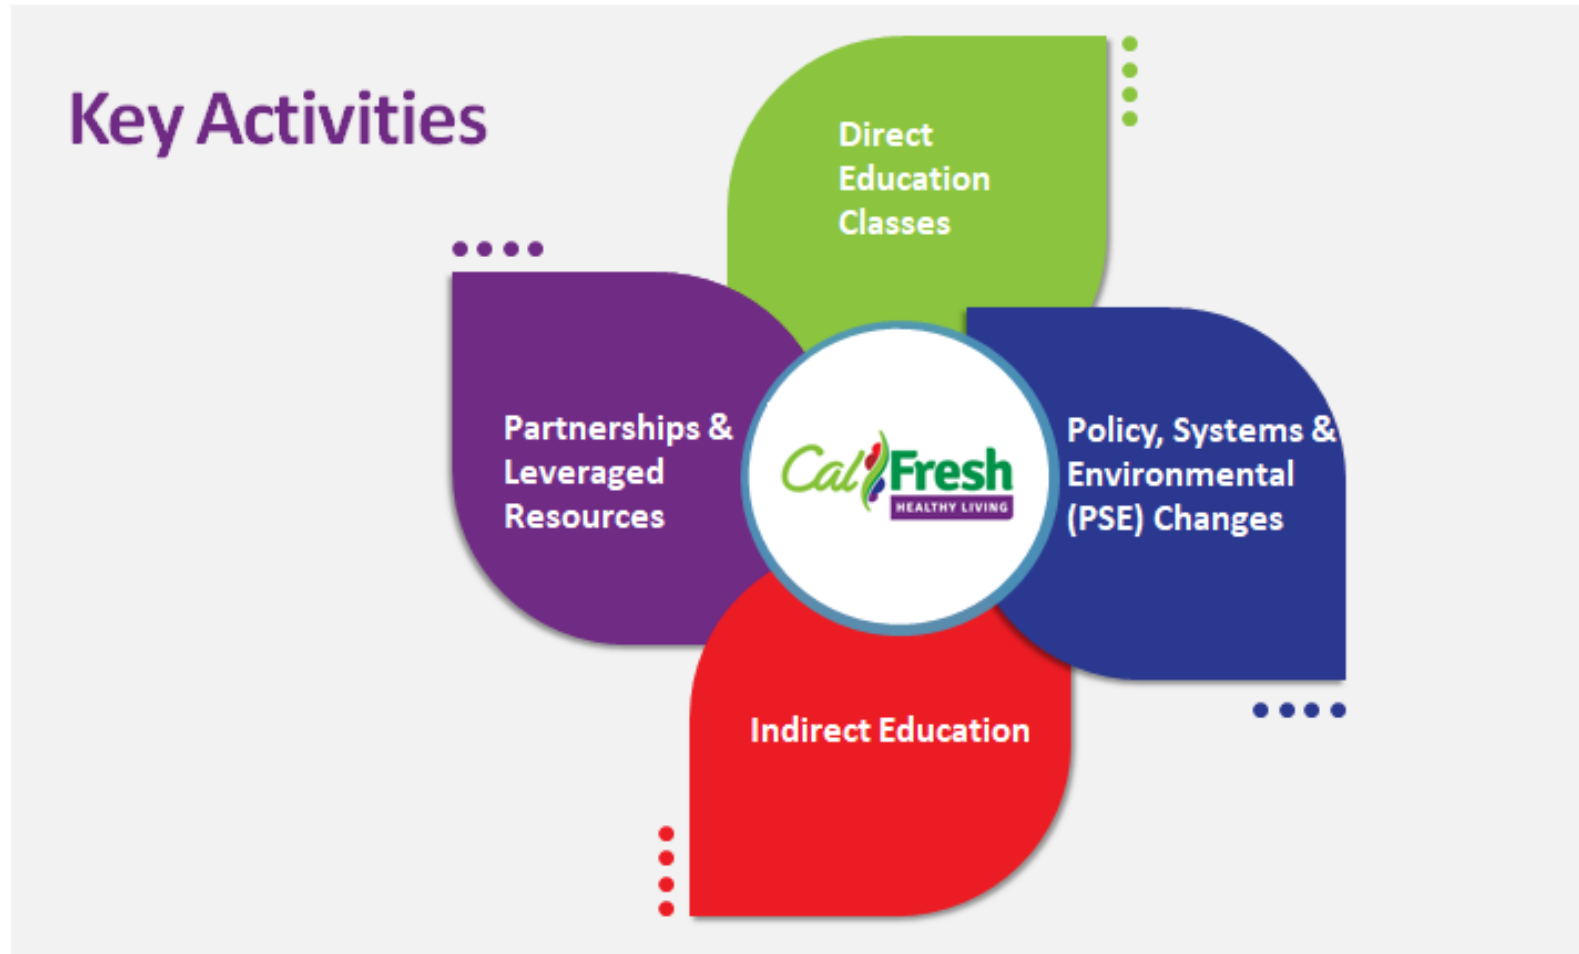 Key Activities
Direct
Education
Classes
Partnerships &
Leveraged
Resources
CalFresh
HEALTHY LIVING
Policy, Systems &
Environmental
(PSE) Changes
Indirect Education